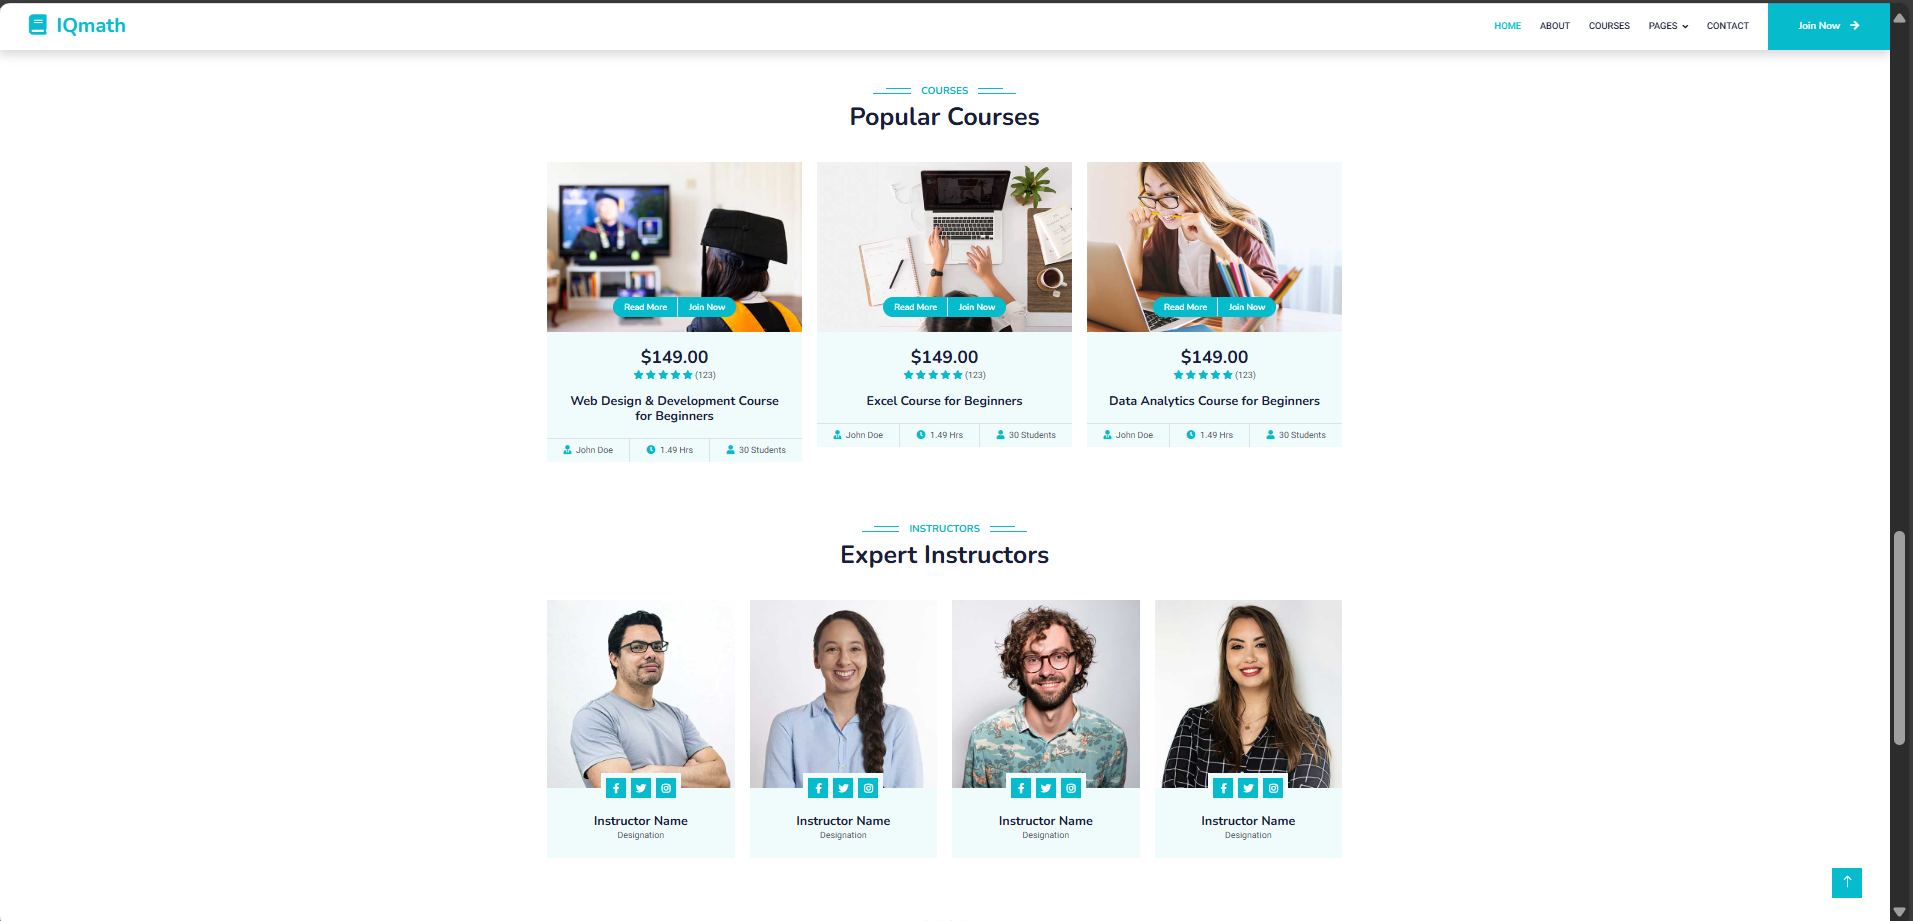 IQmath
HOME ABOUT COURSES PAGES CONTACT Join Now
COURSES
Popular Courses
Read More Join Now
Read More Join Now
Read More Join Now
$149.00
(123)
Web Design & Development Course
for Beginners
John Doe 1.49 Hrs 30 Students
$149.00
(123)
Excel Course for Beginners
John Doe 1.49 Hrs 30 Students
$149.00
(123)
Data Analytics Course for Beginners
John Doe 1.49 Hrs 30 Students
INSTRUCTORS
Expert Instructors
Instructor Name
Designation
Instructor Name
Designation
Instructor Name
Designation
Instructor Name
Designation